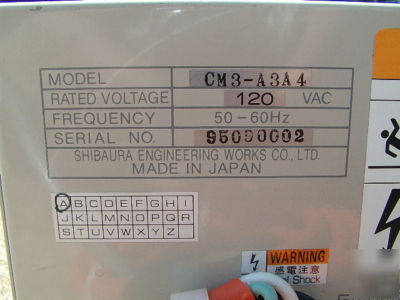 MODEL CM3-A3A4
RATED VOLTAGE 120 VAC
FREQUENCY 50-60Hz
SERIAL NO. 95090002
SHIBAURA ENGINEERING WORKS CO., LTD.
MADE IN JAPAN
A B C D E F G H I
J K L M N O P Q R
S T U V W X Y Z
WARNING
感電注意
Shock